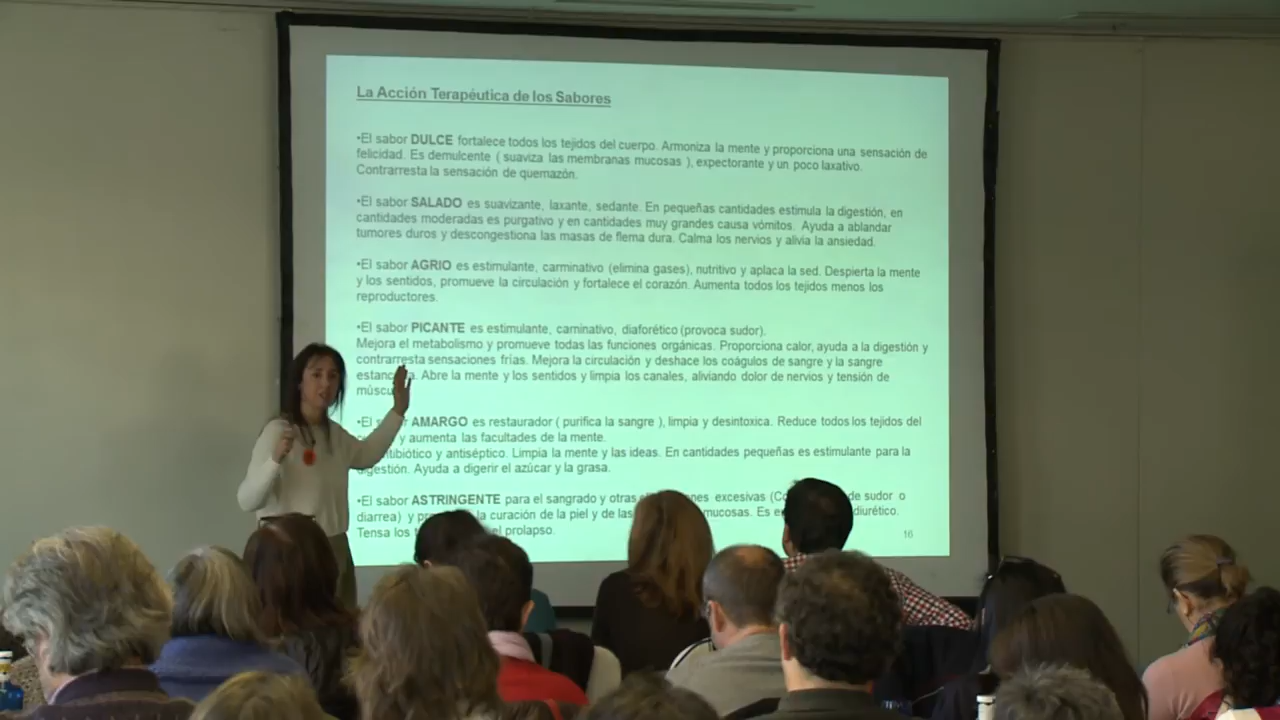 La Acción Terapéutica de los Sabores
•El sabor DULCE fortalece todos los tejidos del cuerpo. Armoniza la mente y proporciona una sensación de
felicidad. Es demulcente ( suaviza las membranas mucosas ), expectorante y un poco laxativo.
Contrarresta la sensación de quemazón.
•El sabor SALADO es suavizante, laxante, sedante. En pequeñas cantidades estimula la digestión, en
cantidades moderadas es purgativo y en cantidades muy grandes causa vómitos. Ayuda a ablandar
tumores duros y descongestiona las masas de flema dura. Calma los nervios y alivia la ansiedad.
•El sabor AGRIO es estimulante, carminativo (elimina gases), nutritivo y aplaca la sed. Despierta la mente
y los sentidos, promueve la circulación y fortalece el corazón. Aumenta todos los tejidos menos los
reproductores.
•El sabor PICANTE es estimulante, carminativo, diaforético (provoca sudor).
Mejora el metabolismo y promueve todas las funciones orgánicas. Proporciona calor, ayuda a la digestión y
contrarresta sensaciones frías. Mejora la circulación y deshace los coágulos de sangre y la sangre
Abre la mente y los sentidos y limpia los canales, aliviando dolor de nervios y tensión de
•El AMARGO es restaurador ( purifica la sangre ), limpia y desintoxica. Reduce todos los tejidos del
y aumenta las facultades de la mente.
Limpia la mente y las ideas. En cantidades pequeñas es estimulante para la
y antiséptico. Ayuda a digerir el azúcar y la grasa.
•El sabor ASTRINGENTE para el sangrado y otras excesivas de sudor o
diarrea) y la curación de la piel y de las mucosas. Es diurético.
Tensa los prolapso.
16